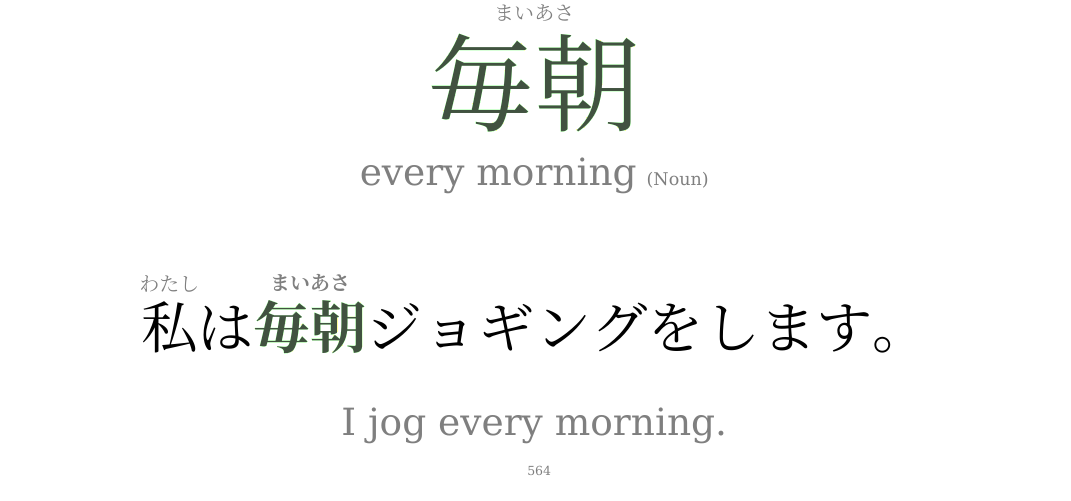 まいあさ
毎朝
every morning (Noun)
わたし まいあさ
私は毎朝ジョギングをします。
I jog every morning.
564